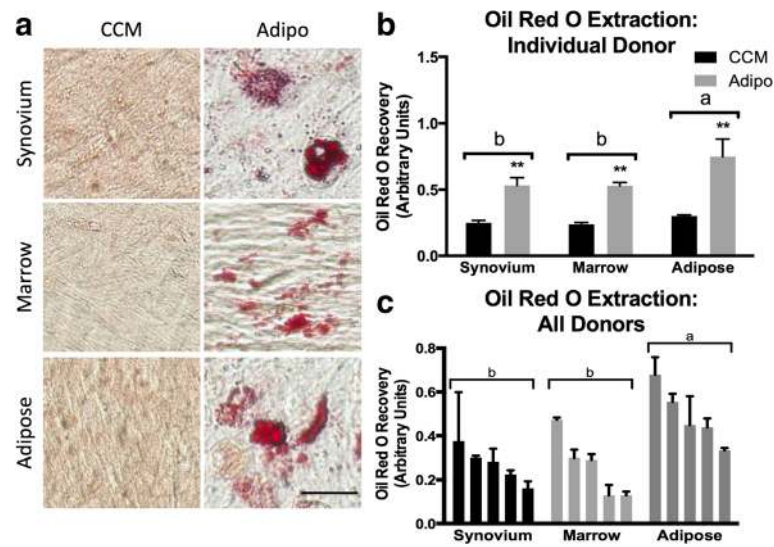 a
CCM
Adipo
Synovium
Marrow
Adipose
b
Oil Red O Extraction:
Individual Donor
CCM
Adipo
Oil Red O Recovery
(Arbitrary Units)
1.5
1.0
0.5
0.0
b
**
b
**
a
**
Synovium
Marrow
Adipose
c
Oil Red O Extraction:
All Donors
Oil Red O Recovery
(Arbitrary Units)
0.8
0.6
0.4
0.2
0.0
b
b
a
Synovium
Marrow
Adipose